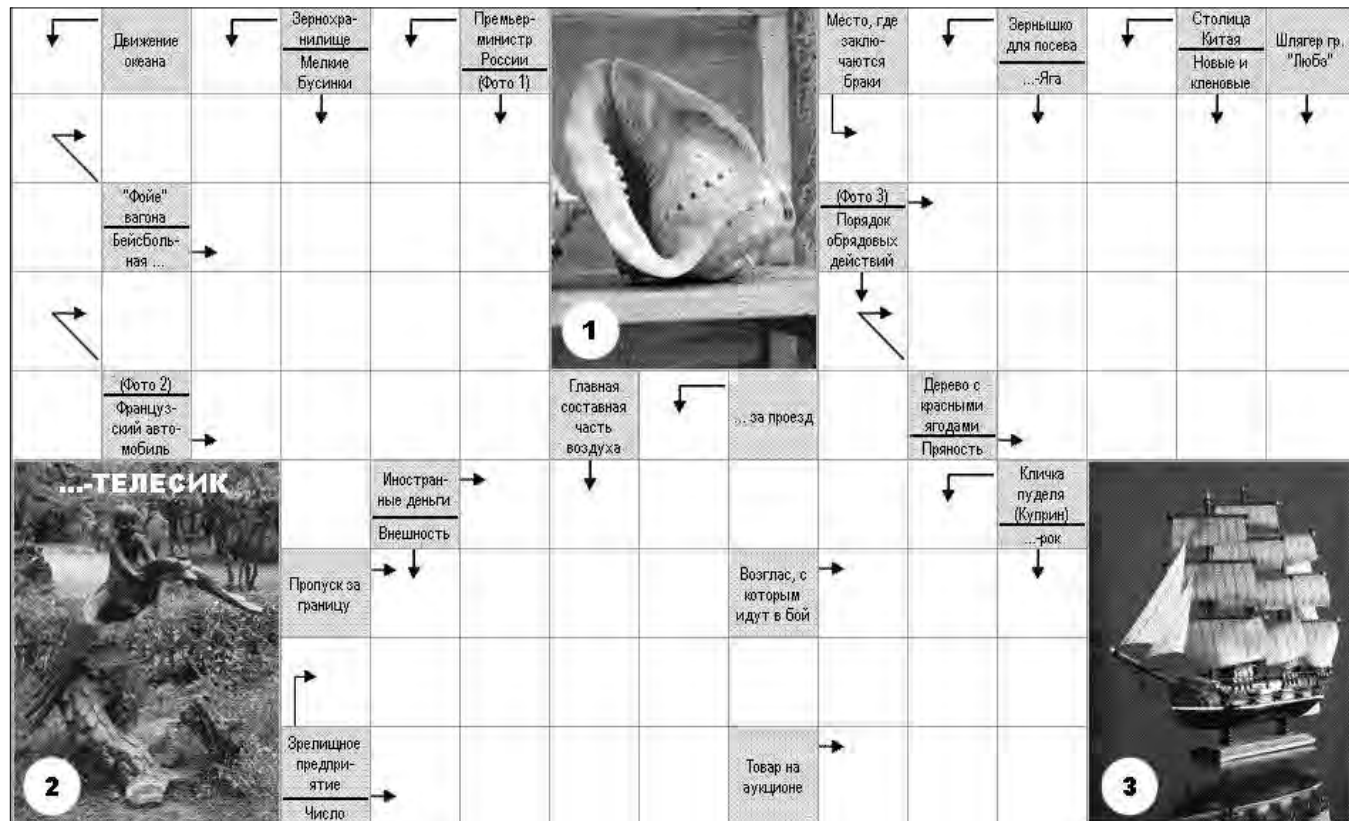 Движение
океана
Зернохра-
нилище
Мелкие
бусинки
Премьер-
министр
России
(Фото 1)
Место, где
заклю-
чаются
браки
Зернышко
для посева
...-Яга
Столица
Китая
Новые и
кленовые
Шлягер гр.
"Любэ"
"Фойе"
вагона
Бейсболь-
ная ...
1
(Фото 3)
Порядок
обрядовых
действий
(Фото 2)
Француз-
ский авто-
мобиль
Главная
составная
часть
воздуха
... за проезд
Дерево с
красными
ягодами
Пряность
...-ТЕЛЕСИК
Иностран-
ные деньги
Внешность
Кличка
пуделя
(Куприн)
...-рок
Пропуск за
границу
Возглас, с
которым
идут в бой
2
Зрелищное
предпри-
ятие
Число
Товар на
аукционе
3